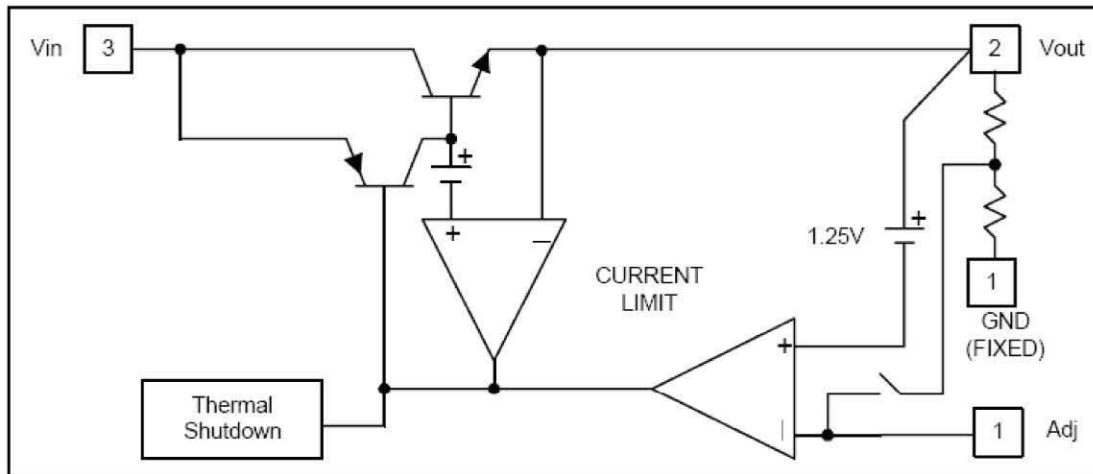 Vin
3
2
Vout
+
+
−
1.25V
+
CURRENT
LIMIT
1
GND
(FIXED)
+
−
Thermal
Shutdown
1
Adj